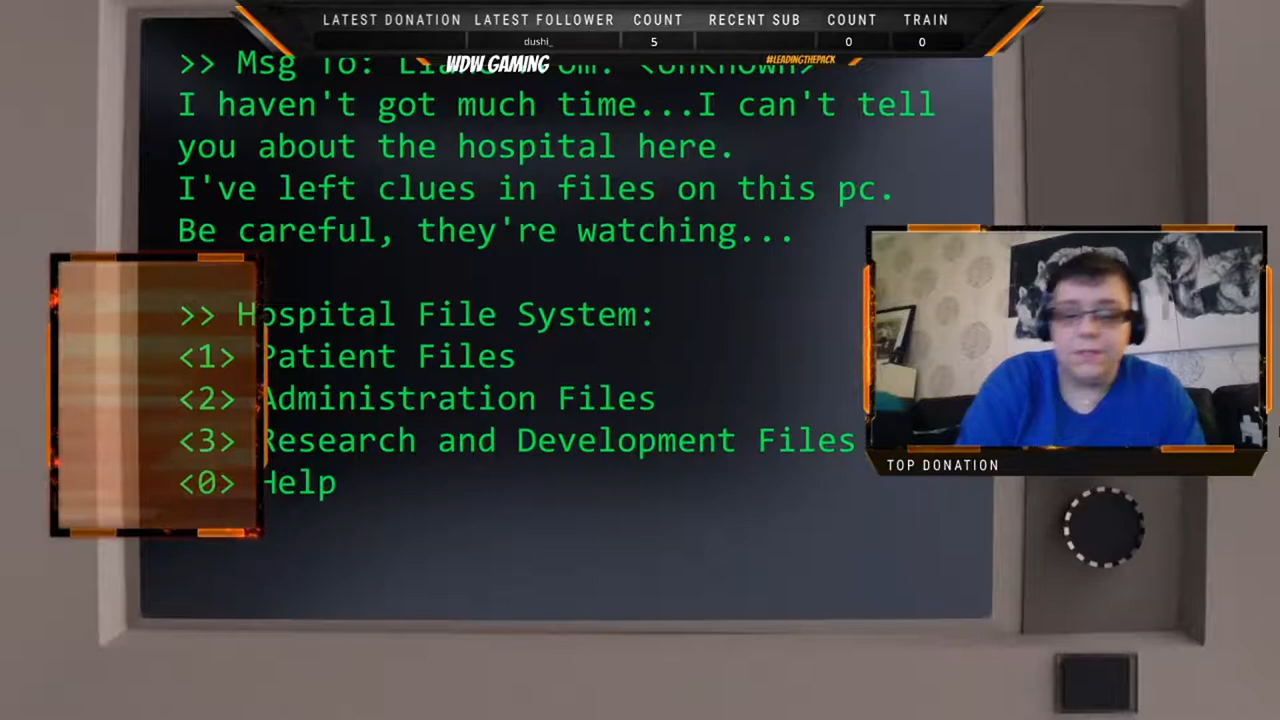 LATEST DONATION LATEST FOLLOWER COUNT RECENT SUB COUNT TRAIN
dushi_ 5 0 0
WDW GAMING #LEADINGTHEPACK
>> Msg To:
I haven't got much time...I can't tell
you about the hospital here.
I've left clues in files on this pc.
Be careful, they're watching...
>> Hospital File System:
<1> Patient Files
<2> Administration Files
<3> Research and Development Files
<0> Help
TOP DONATION